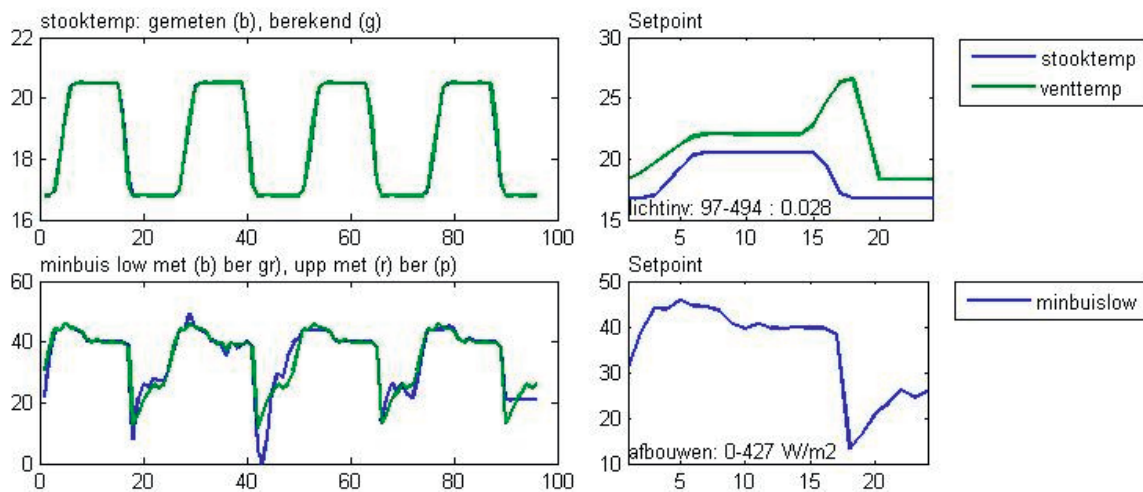 stooktemp: gemeten (b), berekend (g)
22
20
18
16
0 20 40 60 80 100
Setpoint
30
25
20
15
lichtinv: 97-494 : 0.028
5 10 15 20
stooktemp
venttemp
minbuis low met (b) ber gr), upp met (r) ber (p)
60
40
20
0
0 20 40 60 80 100
Setpoint
50
40
30
20
10
afbouwen: 0-427 W/m2
5 10 15 20
minbuislow